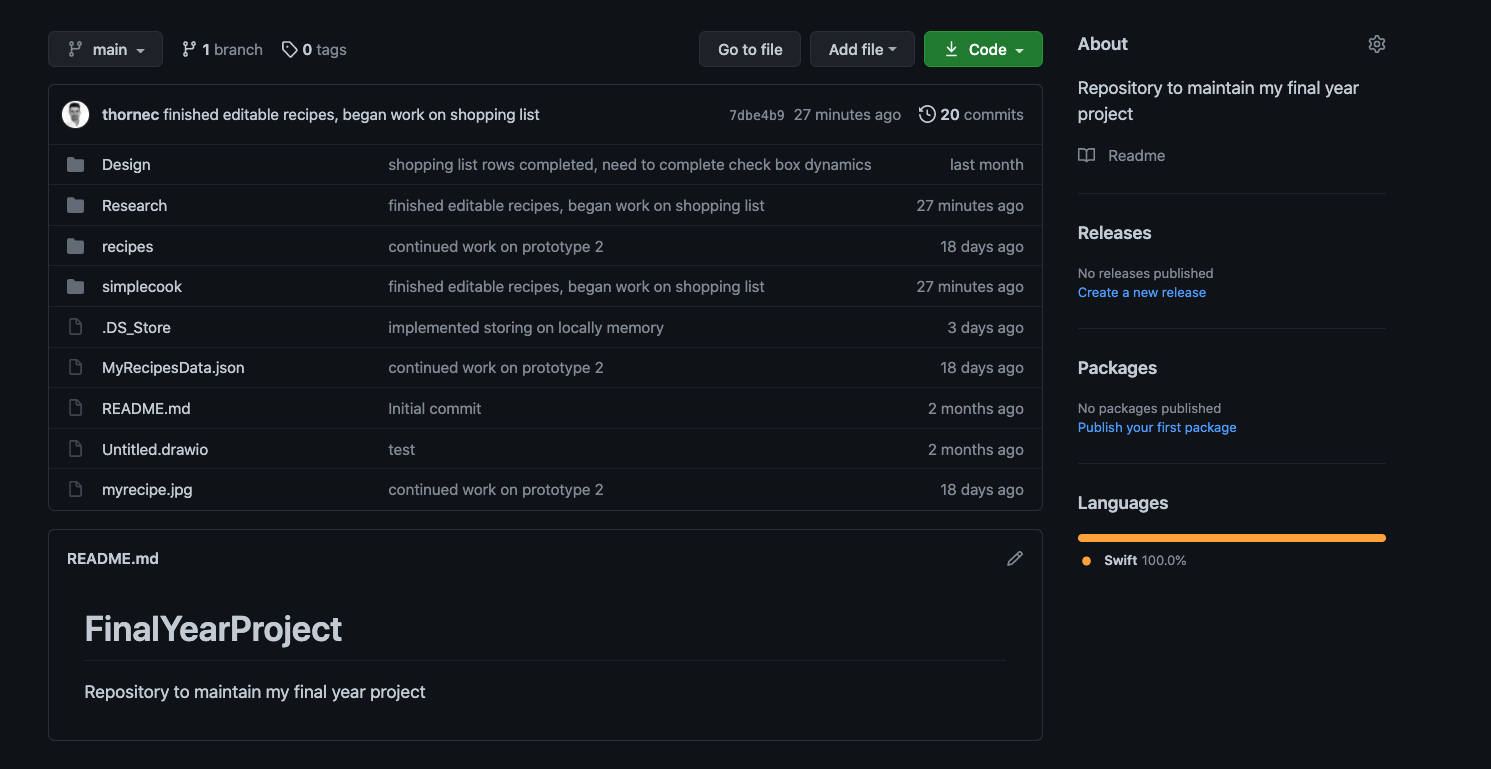 main 1 branch 0 tags Go to file Add file Code
thornec finished editable recipes, began work on shopping list 7dbe4b9 27 minutes ago 20 commits
Design shopping list rows completed, need to complete check box dynamics last month
Research finished editable recipes, began work on shopping list 27 minutes ago
recipes continued work on prototype 2 18 days ago
simplecook finished editable recipes, began work on shopping list 27 minutes ago
.DS_Store implemented storing on locally memory 3 days ago
MyRecipesData.json continued work on prototype 2 18 days ago
README.md Initial commit 2 months ago
Untitled.drawio test 2 months ago
myrecipe.jpg continued work on prototype 2 18 days ago
README.md
FinalYearProject
Repository to maintain my final year project
About
Repository to maintain my final year
project
Readme
Releases
No releases published
Create a new release
Packages
No packages published
Publish your first package
Languages
Swift 100.0%